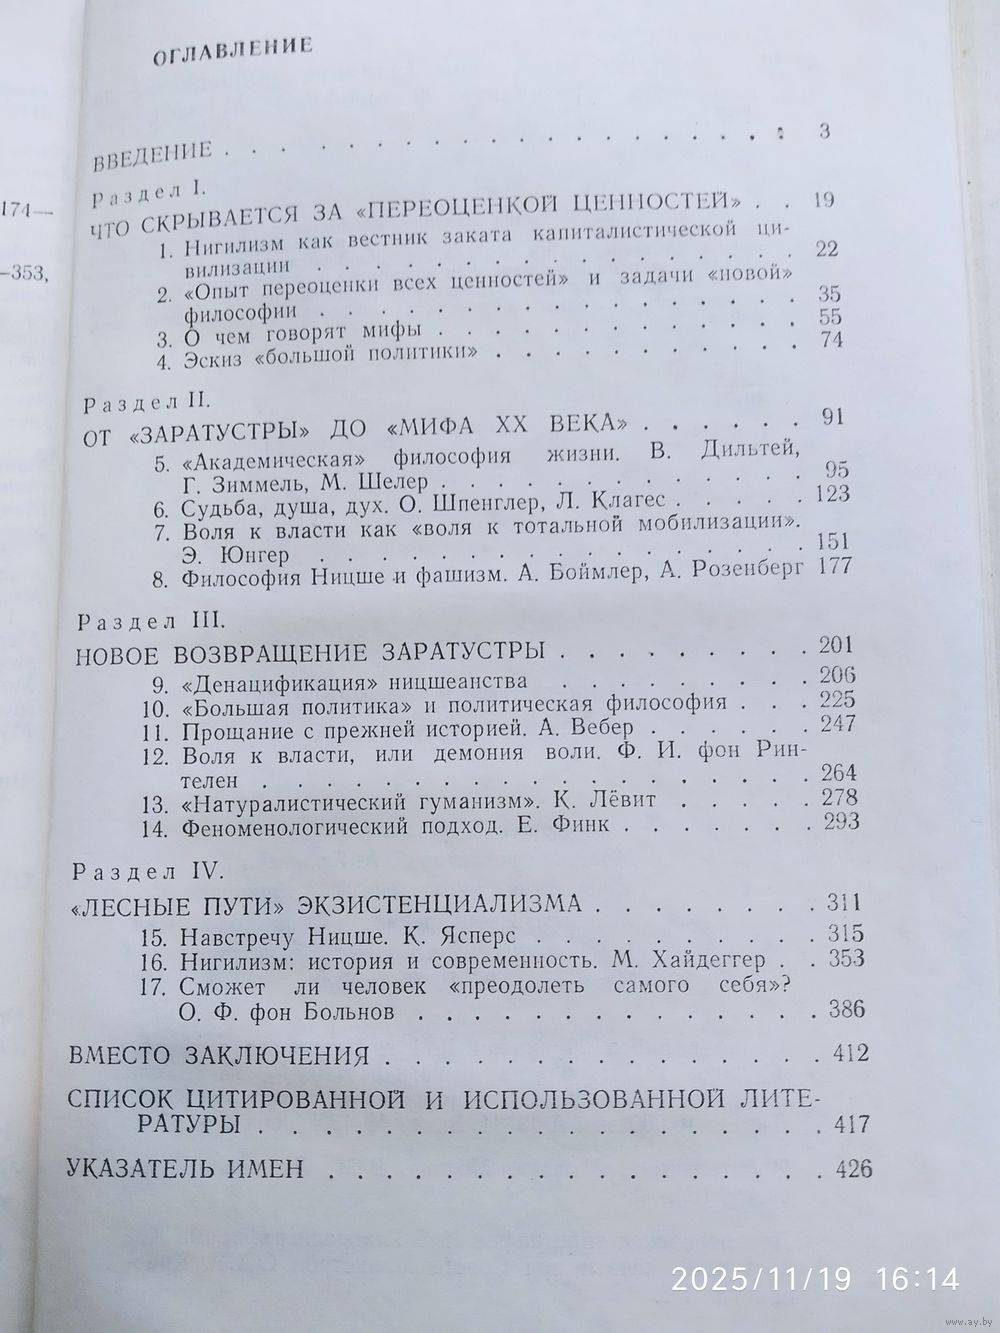 ОГЛАВЛЕНИЕ
ВВЕДЕНИЕ . . . . . . . . . . . . . . . . . 3
Раздел I.
174—
ЧТО СКРЫВАЕТСЯ ЗА «ПЕРЕОЦЕНКОЙ ЦЕННОСТЕЙ» . . 19
1. Нигилизм как вестник заката капиталистической ци-
—353,
вилизации . . . . . . . . . . . . . . 22
2. «Опыт переоценки всех ценностей» и задачи «новой»
философии . . . . . . . . . . . . . . 35
3. О чем говорят мифы . . . . . . . . . . 55
4. Эскиз «большой политики» . . . . . . . . 74
Раздел II.
ОТ «ЗАРАТУСТРЫ» ДО «МИФА XX ВЕКА» . . . . . . 91
5. «Академическая» философия жизни. В. Дильтей,
Г. Зиммель, М. Шелер . . . . . . . . . . 95
6. Судьба, душа, дух. О. Шпенглер, Л. Клагес . . . . . 123
7. Воля к власти как «воля к тотальной мобилизации».
Э. Юнгер . . . . . . . . . . . . . . 151
8. Философия Ницше и фашизм. А. Боймлер, А. Розенберг 177
Раздел III.
НОВОЕ ВОЗВРАЩЕНИЕ ЗАРАТУСТРЫ . . . . . . . . . 201
9. «Денацификация» ницшеанства . . . . . . . . 206
10. «Большая политика» и политическая философия . . . 225
11. Прощание с прежней историей. А. Вебер . . . . . . 247
12. Воля к власти, или демония воли. Ф. И. фон Рин-
телен . . . . . . . . . . . . . . . . 264
13. «Натуралистический гуманизм». К. Лёвит . . . . . 278
14. Феноменологический подход. Е. Финк . . . . . . . 293
Раздел IV.
«ЛЕСНЫЕ ПУТИ» ЭКЗИСТЕНЦИАЛИЗМА . . . . . . . . 311
15. Навстречу Ницше. К. Ясперс . . . . . . . . . 315
16. Нигилизм: история и современность. М. Хайдеггер . . 353
17. Сможет ли человек «преодолеть самого себя»?
О. Ф. фон Больнов . . . . . . . . . . . . 386
ВМЕСТО ЗАКЛЮЧЕНИЯ . . . . . . . . . . . . . . 412
СПИСОК ЦИТИРОВАННОЙ И ИСПОЛЬЗОВАННОЙ ЛИТЕ-
РАТУРЫ . . . . . . . . . . . . . . . . . 417
УКАЗАТЕЛЬ ИМЕН . . . . . . . . . . . . . . . . 426
2025/11/19 16:14
www.ay.by